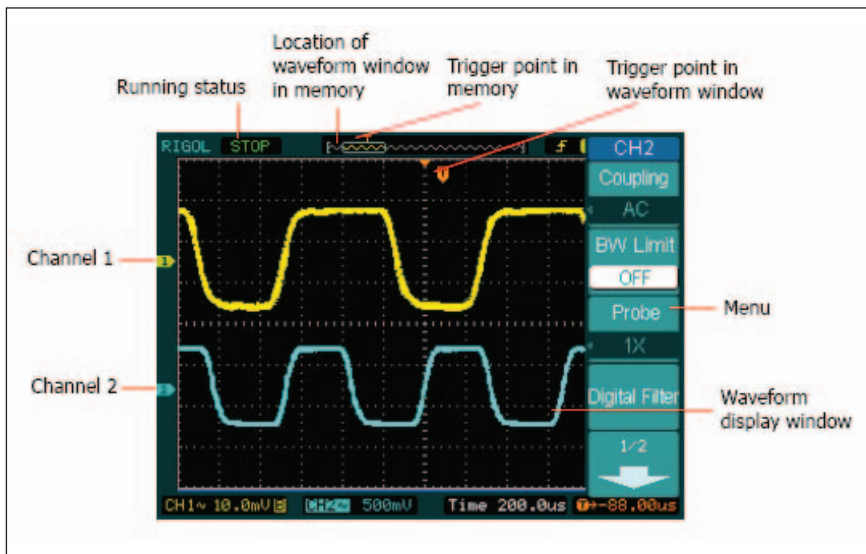 Location of
waveform window
in memory
Trigger point in
memory
Trigger point in
waveform window
Running status
RIGOL STOP
CH2
Coupling
AC
BW Limit
OFF
Probe
1X
Digital Filter
1/2
Channel 1
1
Channel 2
2
Menu
Waveform
display window
CH1~ 10.0mV
CH2~ 500mV
Time 200.0us
T→-88.00us
T